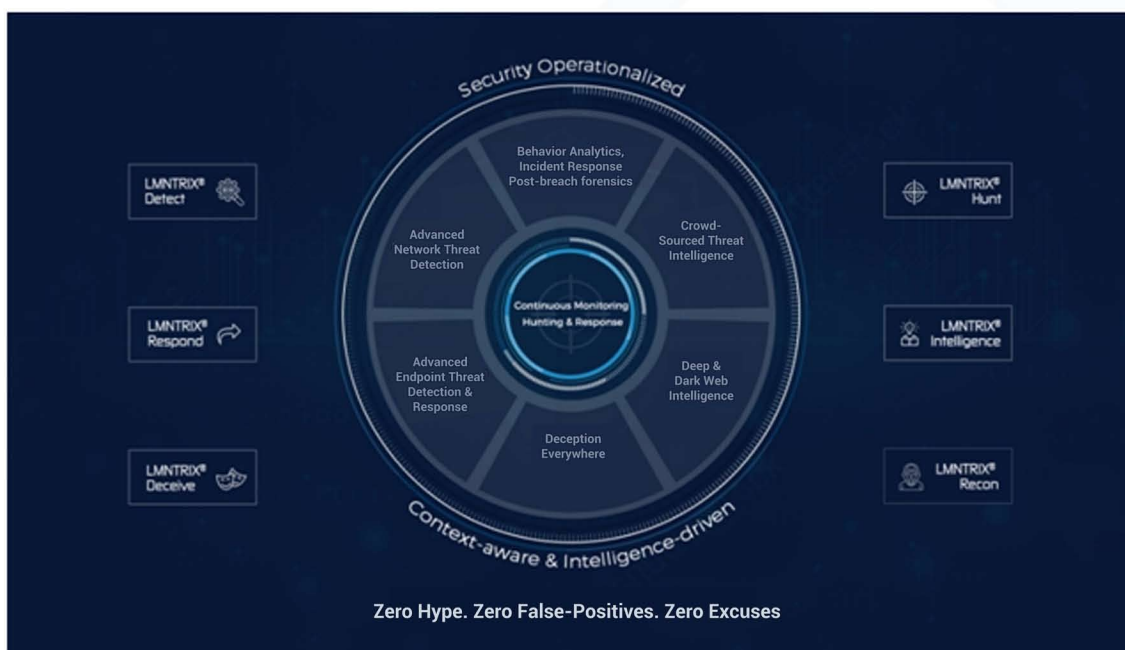 Security Operationalized
LMNTRIX®
Detect
LMNTRIX®
Respond
LMNTRIX®
Deceive
Behavior Analytics,
Incident Response
Post-breach forensics
Advanced
Network Threat
Detection
Crowd-
Sourced Threat
Intelligence
Continuous Monitoring
Hunting & Response
Advanced
Endpoint Threat
Detection &
Response
Deep &
Dark Web
Intelligence
Deception
Everywhere
LMNTRIX®
Hunt
LMNTRIX®
Intelligence
LMNTRIX®
Recon
Context-aware & Intelligence-driven
Zero Hype. Zero False-Positives. Zero Excuses